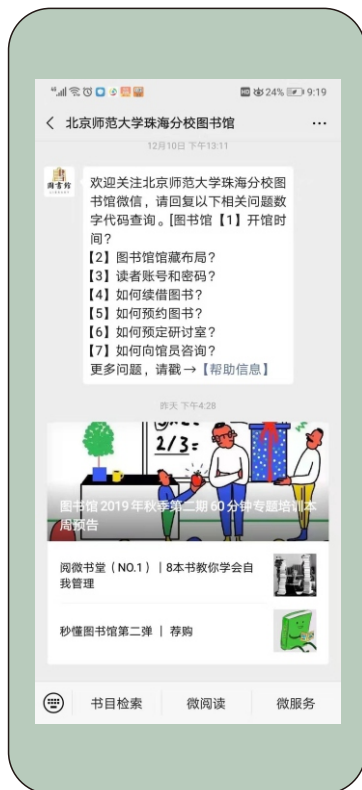 46 HD 24% 9:19
北京师范大学珠海分校图书馆 ...
12月10日 下午13:11
图书馆
欢迎关注北京师范大学珠海分校图
书馆微信，请回复以下相关问题数
字代码查询。[图书馆【1】开馆时
间？
【2】图书馆馆藏布局？
【3】读者账号和密码？
【4】如何续借图书？
【5】如何预约图书？
【6】如何预定研讨室？
【7】如何向馆员咨询？
更多问题，请戳→【帮助信息】
昨天 下午4:28
2/3=
图书馆 2019 年秋季第二期 60 分钟专题培训本
周预告
阅微书堂（NO.1）丨8本书教你学会自
我管理
秒懂图书馆第二弹 丨 荐购
书目检索 微阅读 微服务